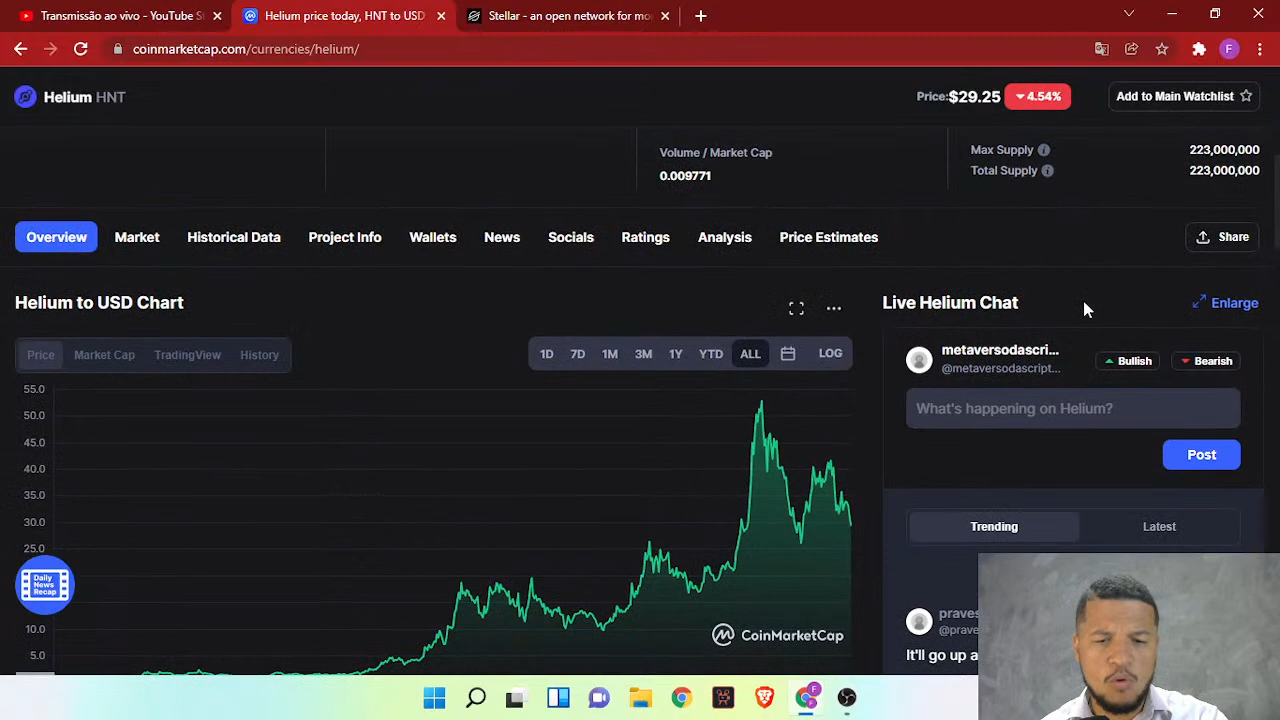 Transmissão ao vivo - YouTube St
Helium price today, HNT to USD
Stellar - an open network for mo
coinmarketcap.com/currencies/helium/
F
Helium HNT
Price: $29.25 4.54%
Add to Main Watchlist
Volume / Market Cap
0.009771
Max Supply 223,000,000
Total Supply 223,000,000
Overview Market Historical Data Project Info Wallets News Socials Ratings Analysis Price Estimates
Share
Helium to USD Chart
Live Helium Chat
Enlarge
Price Market Cap TradingView History
1D 7D 1M 3M 1Y YTD ALL LOG
metaversodascri...
@metaversodascript...
Bullish
Bearish
What's happening on Helium?
Post
Trending
Latest
55.0
50.0
45.0
40.0
35.0
30.0
25.0
10.0
5.0
Daily
News
Recap
CoinMarketCap
praves
@prave
It'll go up a
F